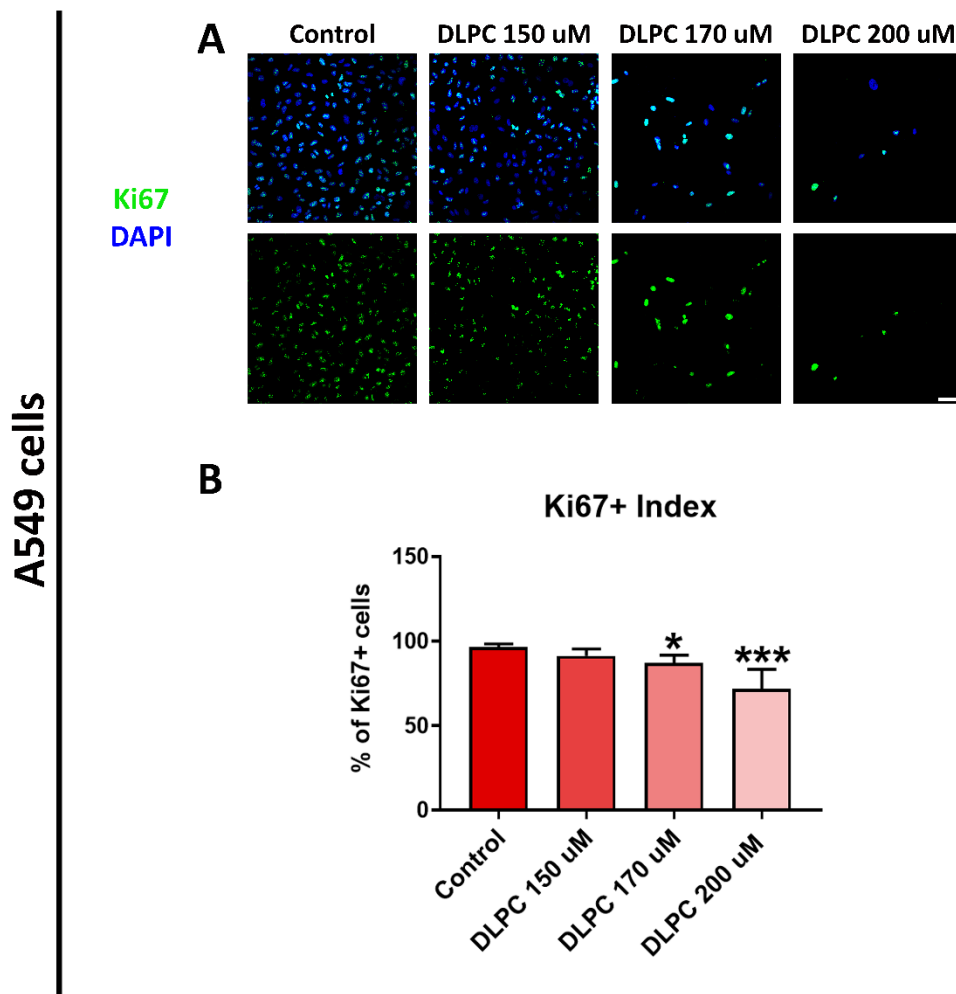 A549 cells
A
Control
DLPC 150 uM
DLPC 170 uM
DLPC 200 uM
Ki67
DAPI
B
Ki67+ Index
% of Ki67+ cells
150
100
50
0
*
***
Control
DLPC 150 uM
DLPC 170 uM
DLPC 200 uM